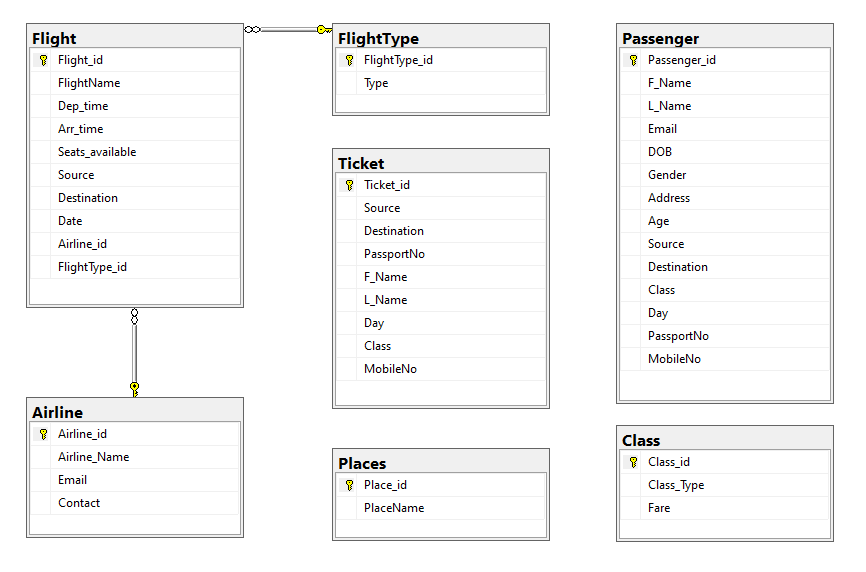 Flight
Flight_id
FlightName
Dep_time
Arr_time
Seats_available
Source
Destination
Date
Airline_id
FlightType_id
FlightType
FlightType_id
Type
Passenger
Passenger_id
F_Name
L_Name
Email
DOB
Gender
Address
Age
Source
Destination
Class
Day
PassportNo
MobileNo
Ticket
Ticket_id
Source
Destination
PassportNo
F_Name
L_Name
Day
Class
MobileNo
Airline
Airline_id
Airline_Name
Email
Contact
Places
Place_id
PlaceName
Class
Class_id
Class_Type
Fare